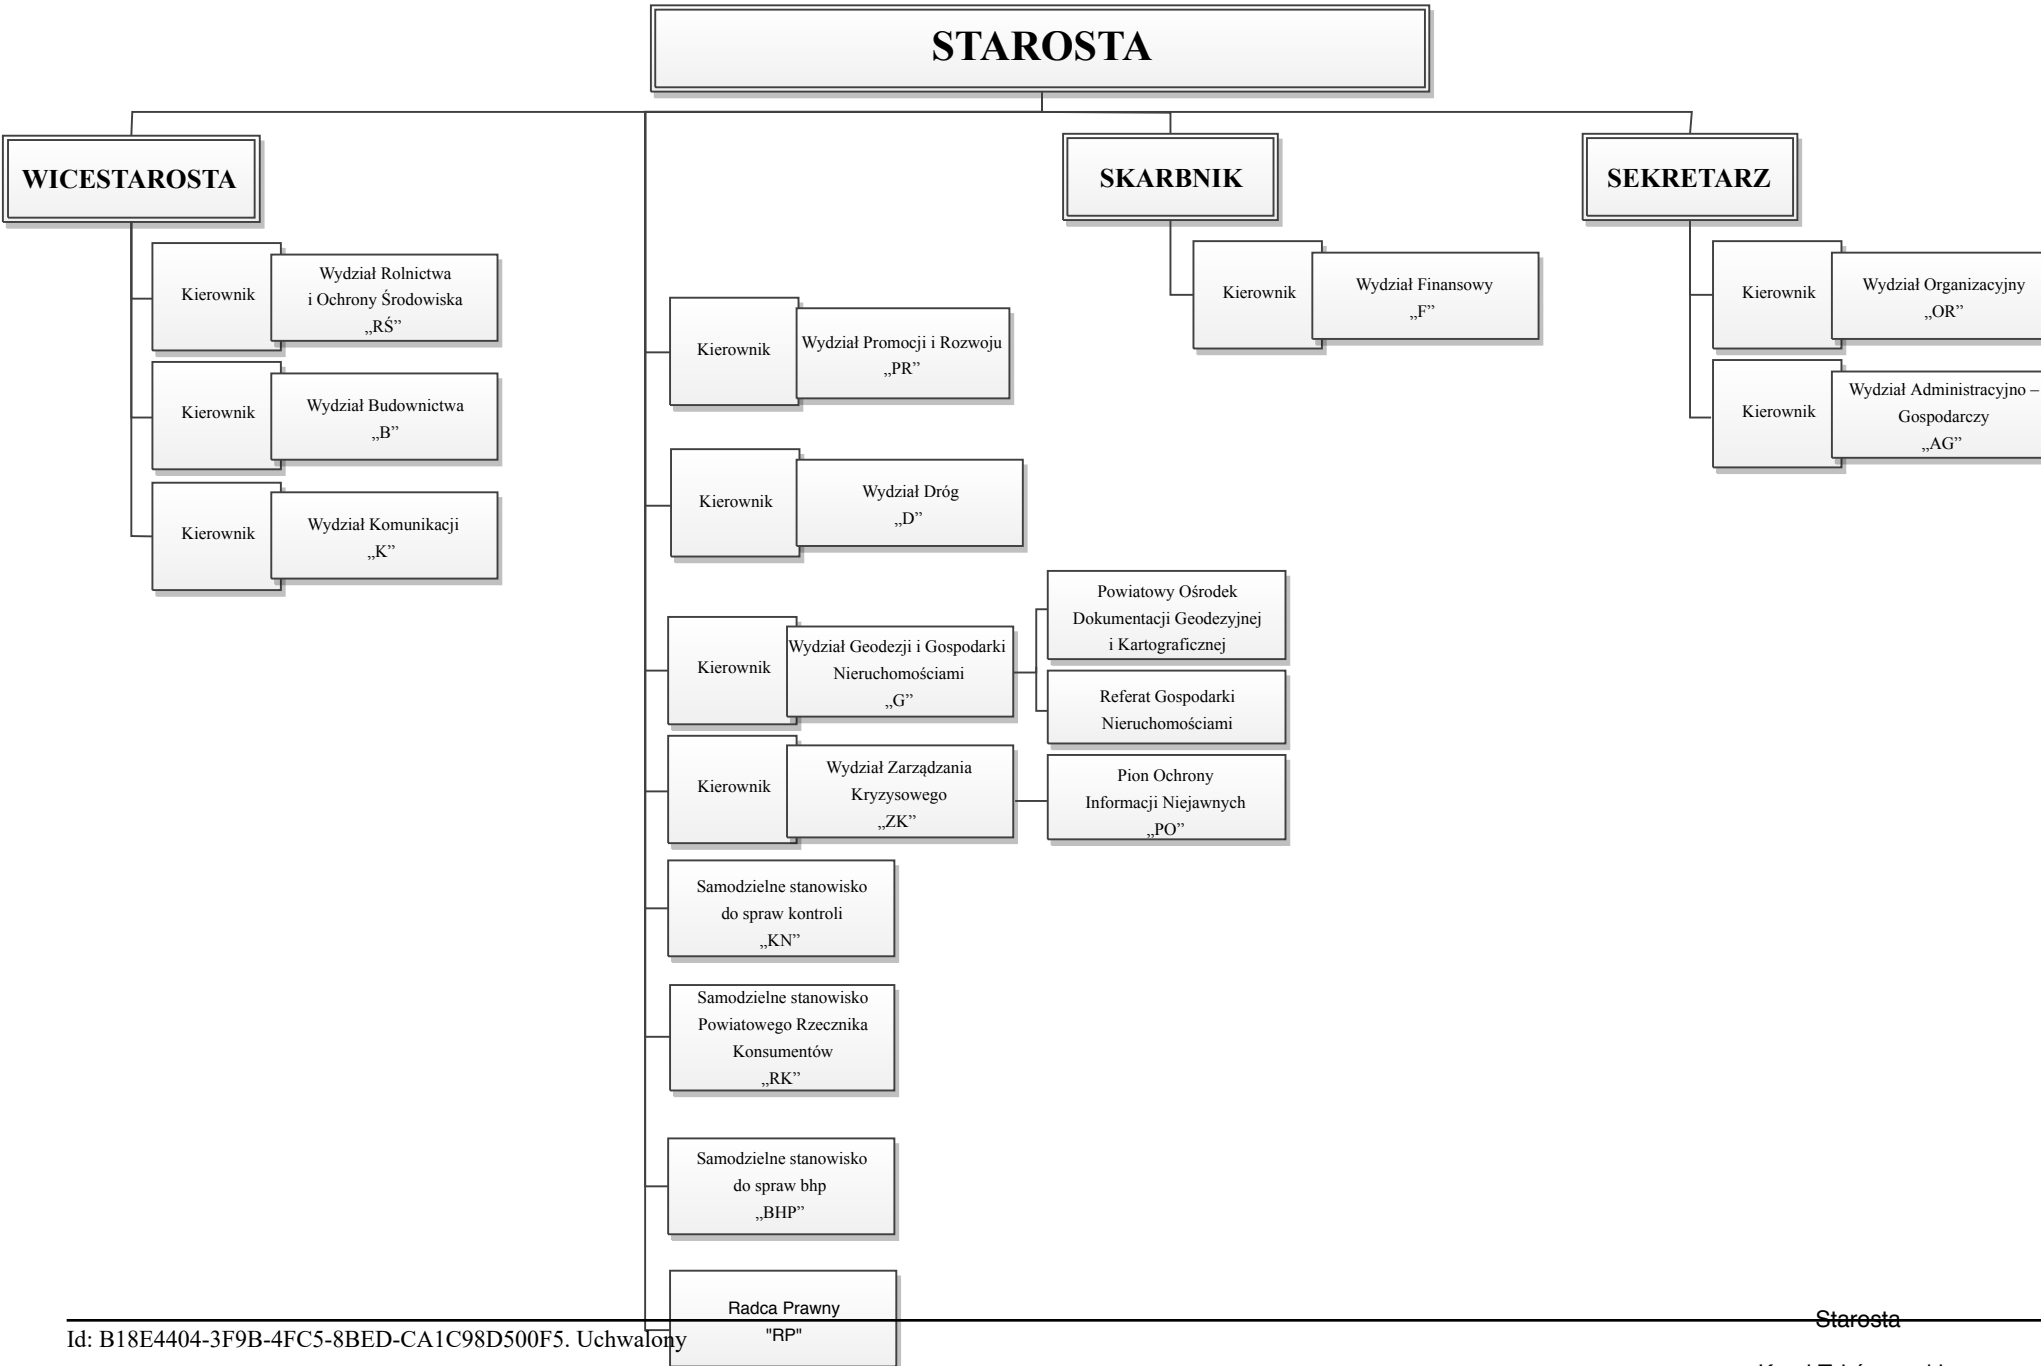 STAROSTA
WICESTAROSTA
Kierownik
Wydział Rolnictwa
i Ochrony Środowiska
„RŚ”
Kierownik
Wydział Budownictwa
„B”
Kierownik
Wydział Komunikacji
„K”
Kierownik
Wydział Promocji i Rozwoju
„PR”
Kierownik
Wydział Dróg
„D”
Kierownik
Wydział Geodezji i Gospodarki
Nieruchomościami
„G”
Powiatowy Ośrodek
Dokumentacji Geodezyjnej
i Kartograficznej
Referat Gospodarki
Nieruchomościami
Kierownik
Wydział Zarządzania
Kryzysowego
„ZK”
Pion Ochrony
Informacji Niejawnych
„PO”
Samodzielne stanowisko
do spraw kontroli
„KN”
Samodzielne stanowisko
Powiatowego Rzecznika
Konsumentów
„RK”
Samodzielne stanowisko
do spraw bhp
„BHP”
Radca Prawny
"RP"
SKARBNIK
Kierownik
Wydział Finansowy
„F”
SEKRETARZ
Kierownik
Wydział Organizacyjny
„OR”
Kierownik
Wydział Administracyjno –
Gospodarczy
„AG”
Starosta
Id: B18E4404-3F9B-4FC5-8BED-CA1C98D500F5. Uchwalony